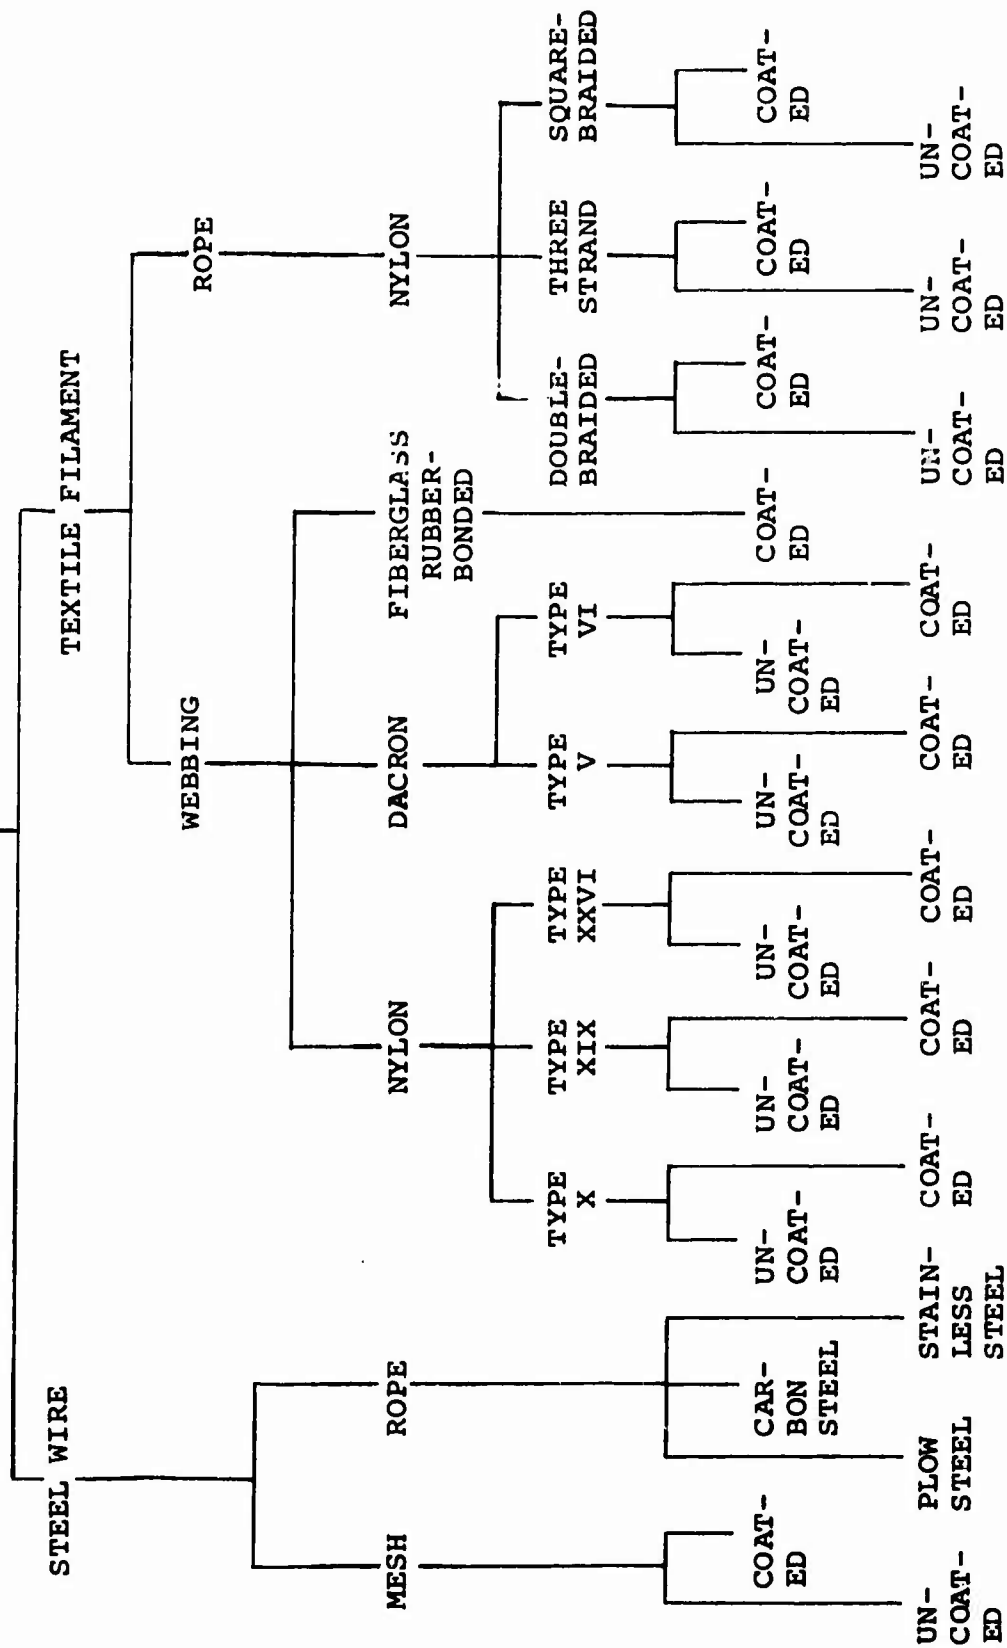 STEEL WIRE
TEXTILE FILAMENT
WEBBING
ROPE
MESH
ROPE
NYLON
DACRON
FIBERGLASS
RUBBER-
BONDED
NYLON
TYPE
X
TYPE
XIX
TYPE
XXVI
TYPE
V
TYPE
VI
DOUBLE-
BRAIDED
THREE
STRAND
SQUARE-
BRAIDED
COAT-
ED
CAR-
BON
STEEL
UN-
COAT-
ED
UN-
COAT-
ED
UN-
COAT-
ED
UN-
COAT-
ED
UN-
COAT-
ED
COAT-
ED
COAT-
ED
COAT-
ED
COAT-
ED
UN-
COAT-
ED
PLOW
STEEL
STAIN-
LESS
STEEL
COAT-
ED
COAT-
ED
COAT-
ED
COAT-
ED
COAT-
ED
UN-
COAT-
ED
UN-
COAT-
ED
UN-
COAT-
ED